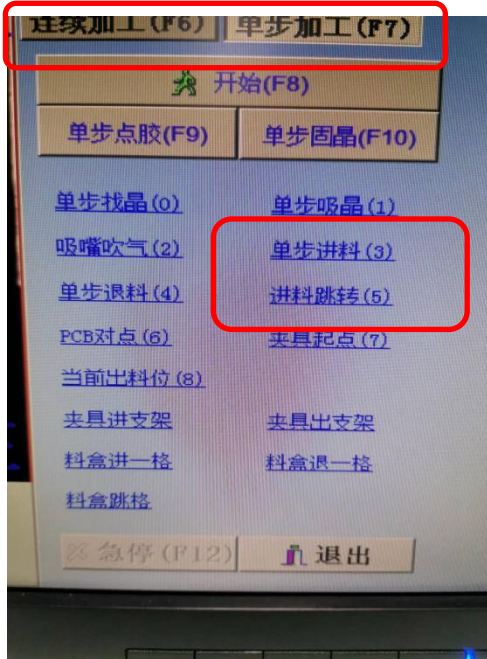 连续加工(F6) 单步加工(F7)
开始(F8)
单步点胶(F9) 单步固晶(F10)
单步找晶(0) 单步吸晶(1)
吸嘴吹气(2) 单步进料(3)
单步退料(4) 进料跳转(5)
PCB对点(6) 夹具起点(7)
当前出料位(8)
夹具进支架 夹具出支架
料盒进一格 料盒退一格
料盒跳格
急停(F12) 退出